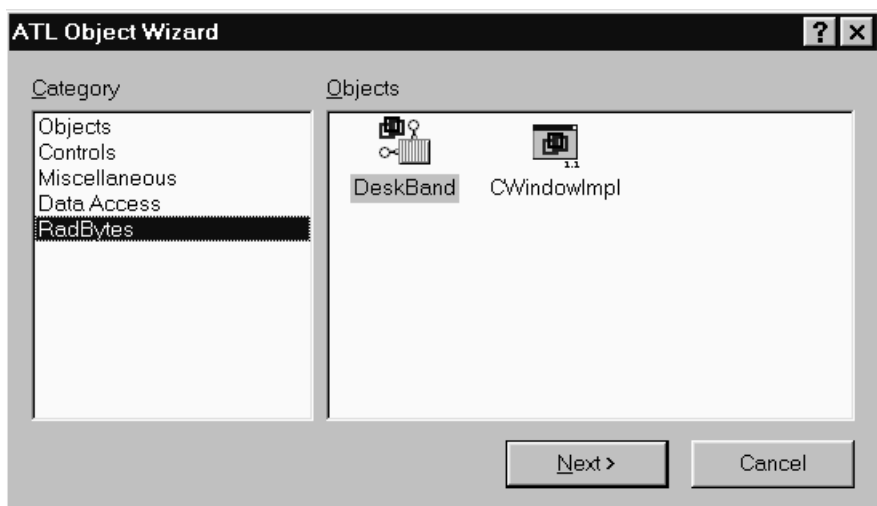 ATL Object Wizard
Category
Objects
Controls
Miscellaneous
Data Access
RadBytes
Objects
DeskBand
1.1
CWindowImpl
Next >
Cancel